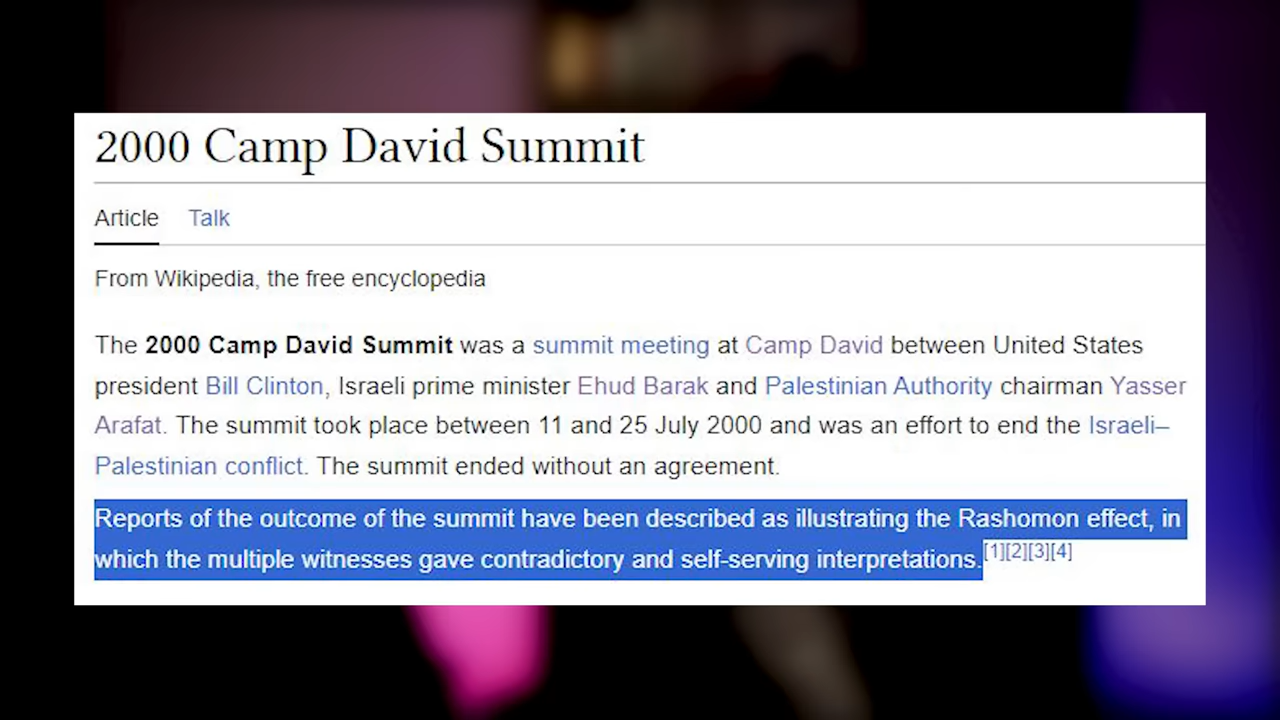 2000 Camp David Summit
Article Talk
From Wikipedia, the free encyclopedia
The 2000 Camp David Summit was a summit meeting at Camp David between United States
president Bill Clinton, Israeli prime minister Ehud Barak and Palestinian Authority chairman Yasser
Arafat. The summit took place between 11 and 25 July 2000 and was an effort to end the Israeli–
Palestinian conflict. The summit ended without an agreement.
Reports of the outcome of the summit have been described as illustrating the Rashomon effect, in
which the multiple witnesses gave contradictory and self-serving interpretations.[1][2][3][4]